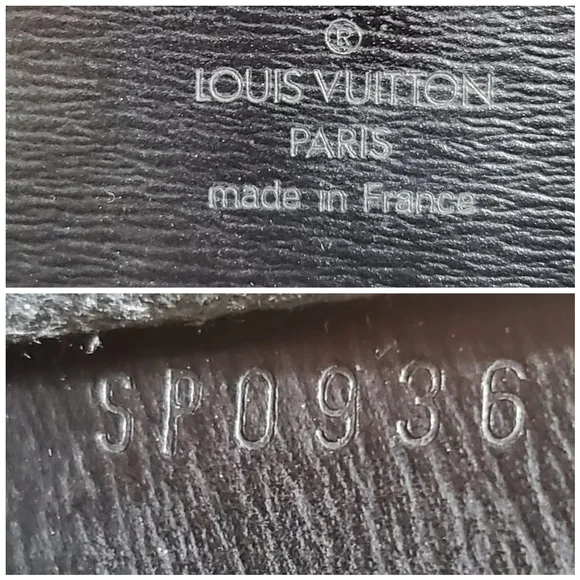 ®
LOUIS VUITTON
PARIS
made in France
SP0936